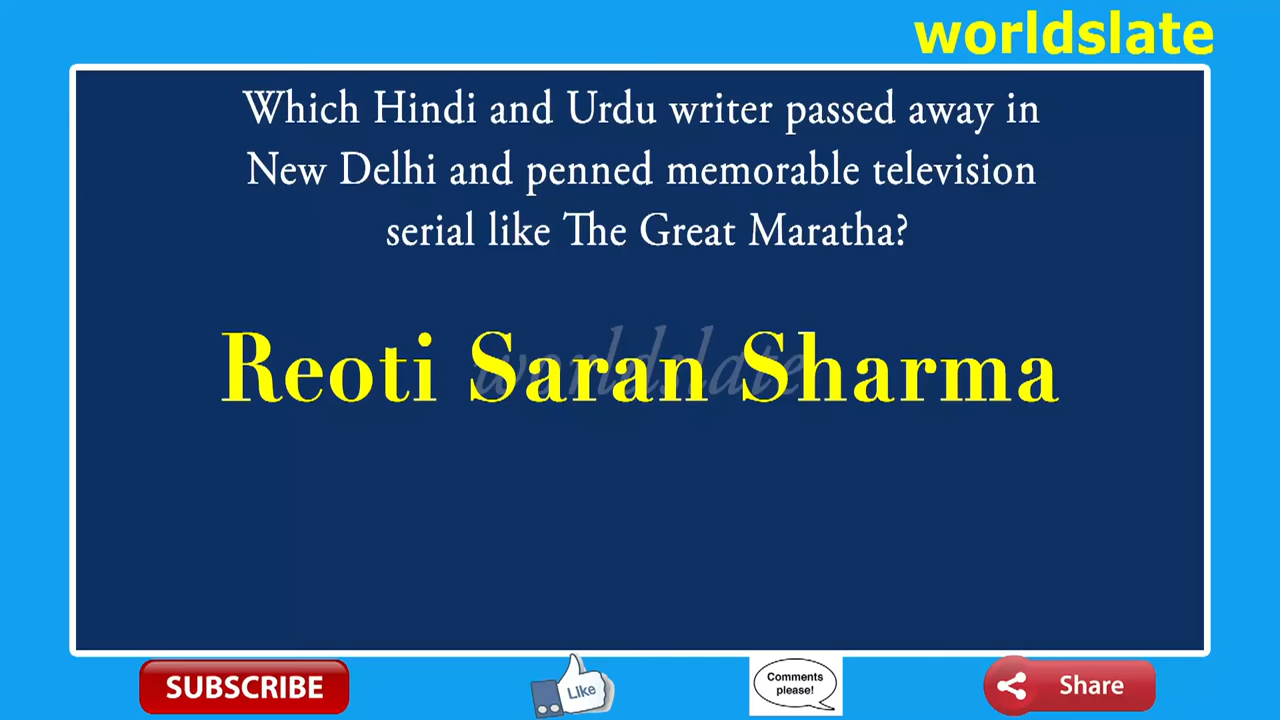 worldslate
Which Hindi and Urdu writer passed away in
New Delhi and penned memorable television
serial like The Great Maratha?
Reoti Saran Sharma
worldslate
SUBSCRIBE
Like
Comments
please!
Share